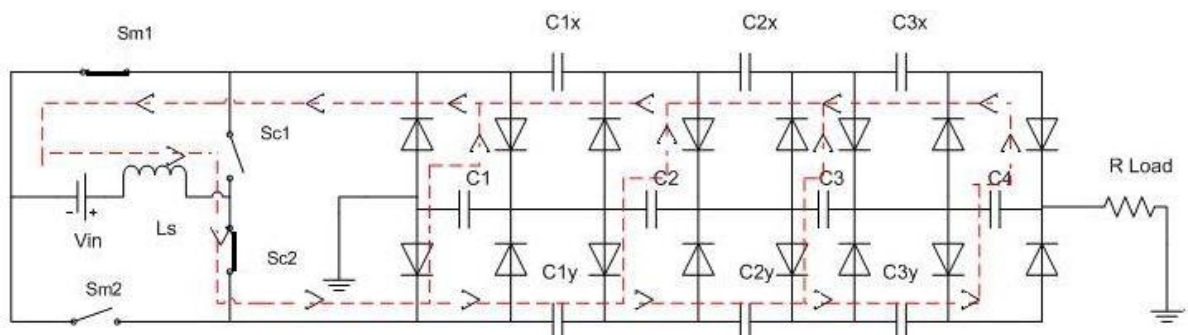 C1x C2x C3x
Sm1
Sc1
C1 C2 C3 C4 R Load
- +
Vin Ls
Sc2
Sm2 C1y C2y C3y